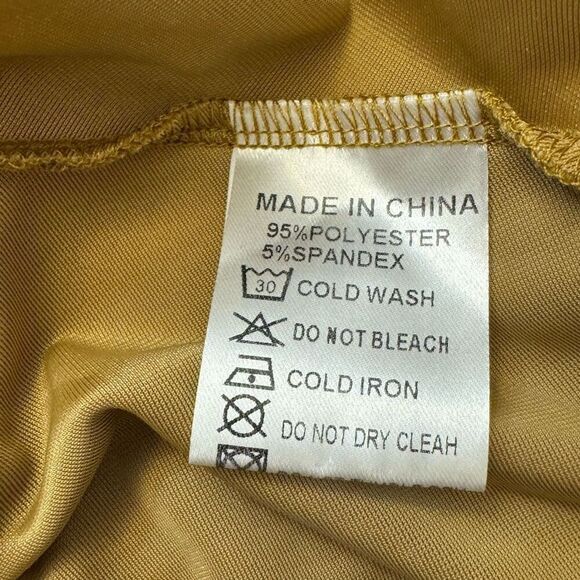 MADE IN CHINA
95%POLYESTER
5%SPANDEX
30 COLD WASH
DO NOT BLEACH
COLD IRON
DO NOT DRY CLEAH